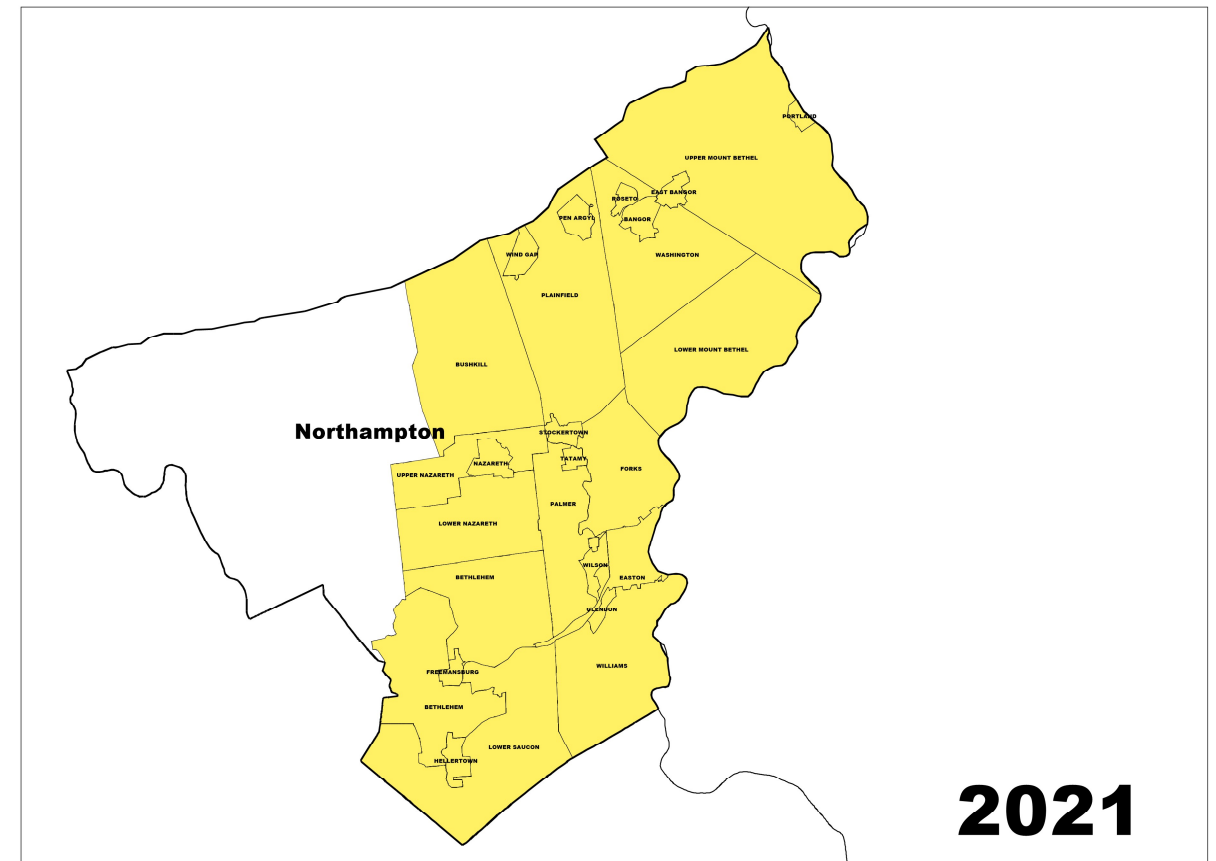 PORTLAND
UPPER MOUNT BETHEL
EAST BANGOR
ROSETO
PEN ARGYL
BANGOR
WIND GAP
WASHINGTON
PLAINFIELD
LOWER MOUNT BETHEL
BUSHKILL
Northampton
STOCKERTOWN
TATAMY
NAZARETH
FORKS
UPPER NAZARETH
PALMER
LOWER NAZARETH
WILSON
BETHLEHEM
EASTON
GLENDON
WILLIAMS
FREEMANSBURG
BETHLEHEM
LOWER SAUCON
HELLERTOWN
2021